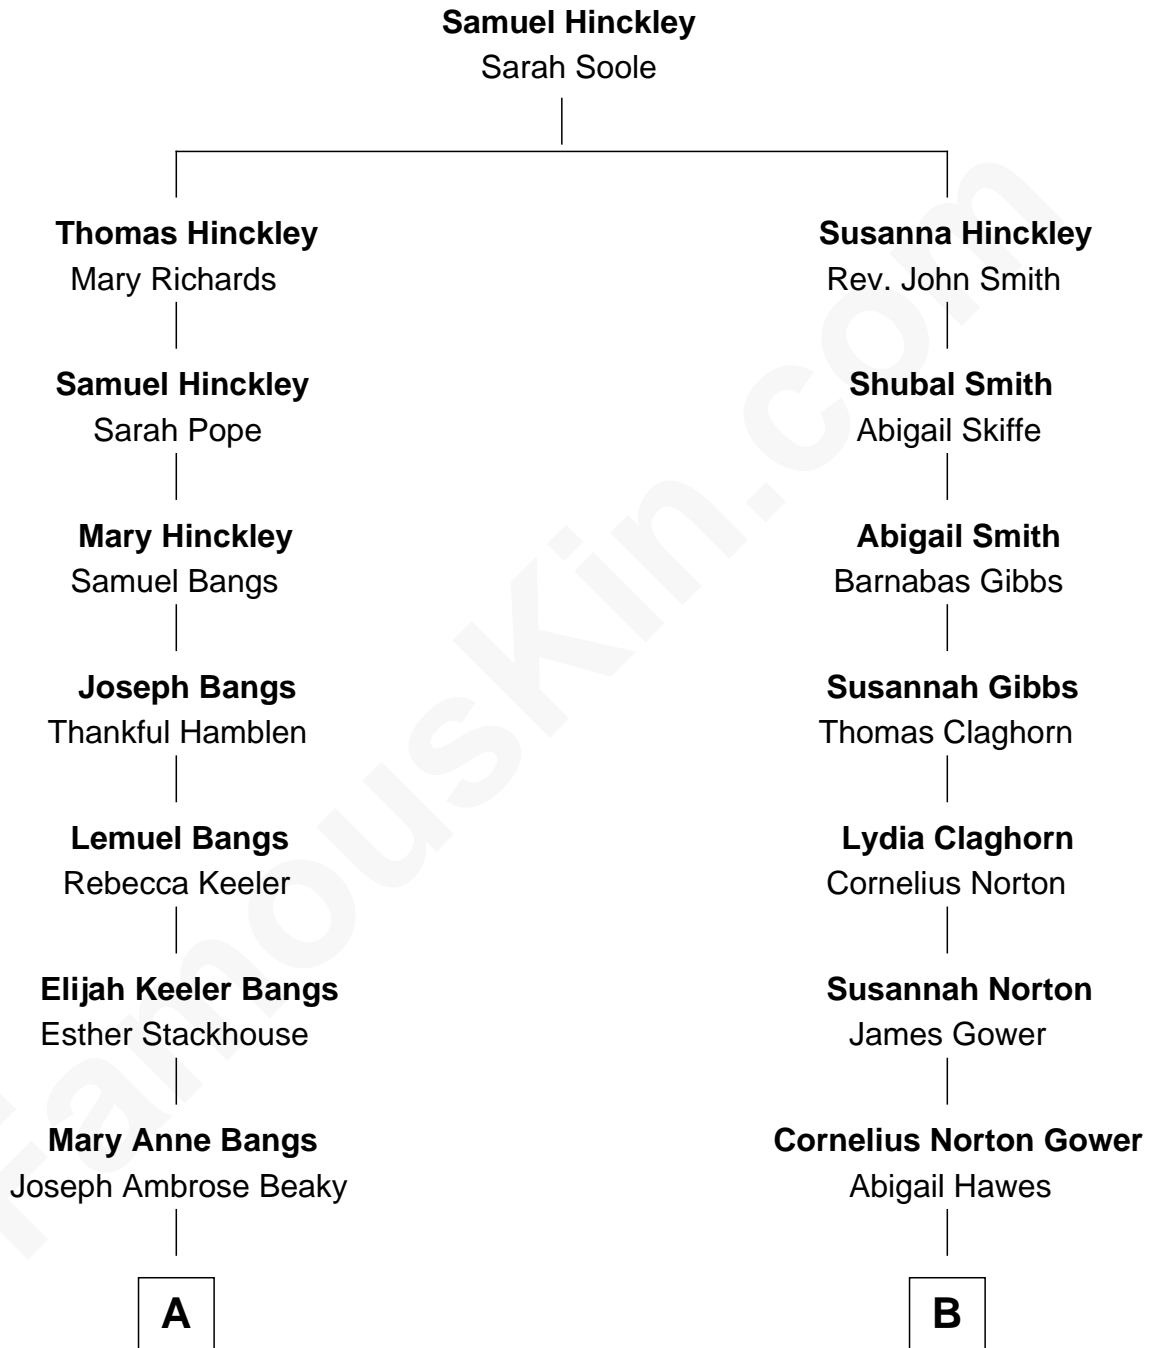 Samuel Hinckley
Sarah Soole
Thomas Hinckley
Mary Richards
Susanna Hinckley
Rev. John Smith
Samuel Hinckley
Sarah Pope
Shubal Smith
Abigail Skiffe
Mary Hinckley
Samuel Bangs
Abigail Smith
Barnabas Gibbs
Joseph Bangs
Thankful Hamblen
Susannah Gibbs
Thomas Claghorn
Lemuel Bangs
Rebecca Keeler
Lydia Claghorn
Cornelius Norton
Elijah Keeler Bangs
Esther Stackhouse
Susannah Norton
James Gower
Mary Anne Bangs
Joseph Ambrose Beaky
Cornelius Norton Gower
Abigail Hawes
A
B
FamousKin.com